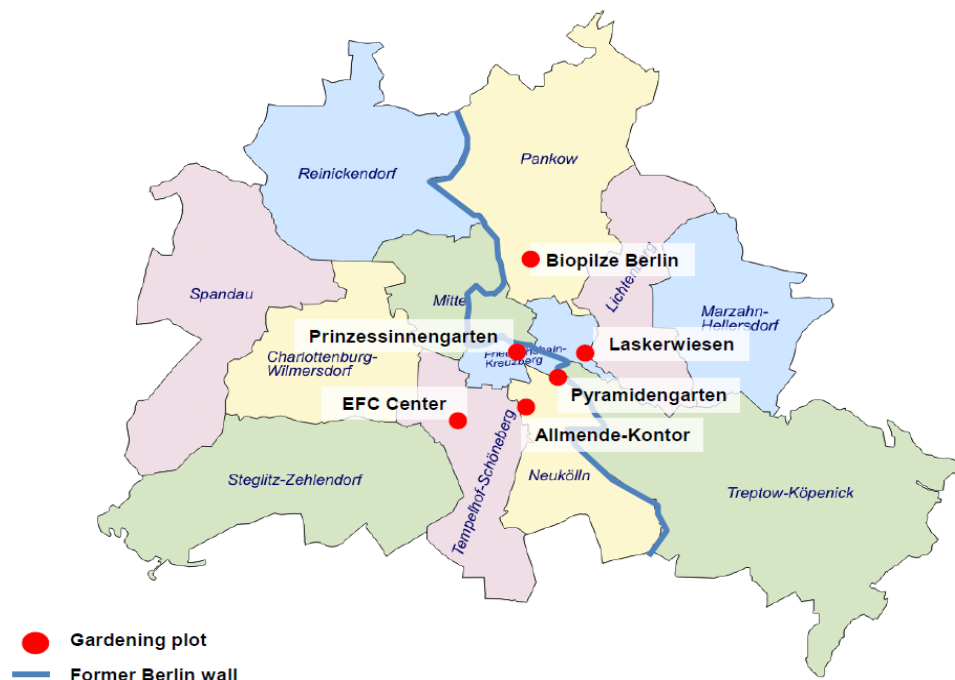 Pankow
Reinickendorf
Biopilze Berlin
Lichtenberg
Spandau
Mitte
Marzahn-
Hellersdorf
Prinzessinnengarten
Laskerwiesen
Charlottenburg-
Wilmersdorf
Kreuzberg
Pyramidengarten
EFC Center
Allmende-Kontor
Tempelhof-Schöneberg
Steglitz-Zehlendorf
Neukölln
Treptow-Köpenick
Gardening plot
Former Berlin wall